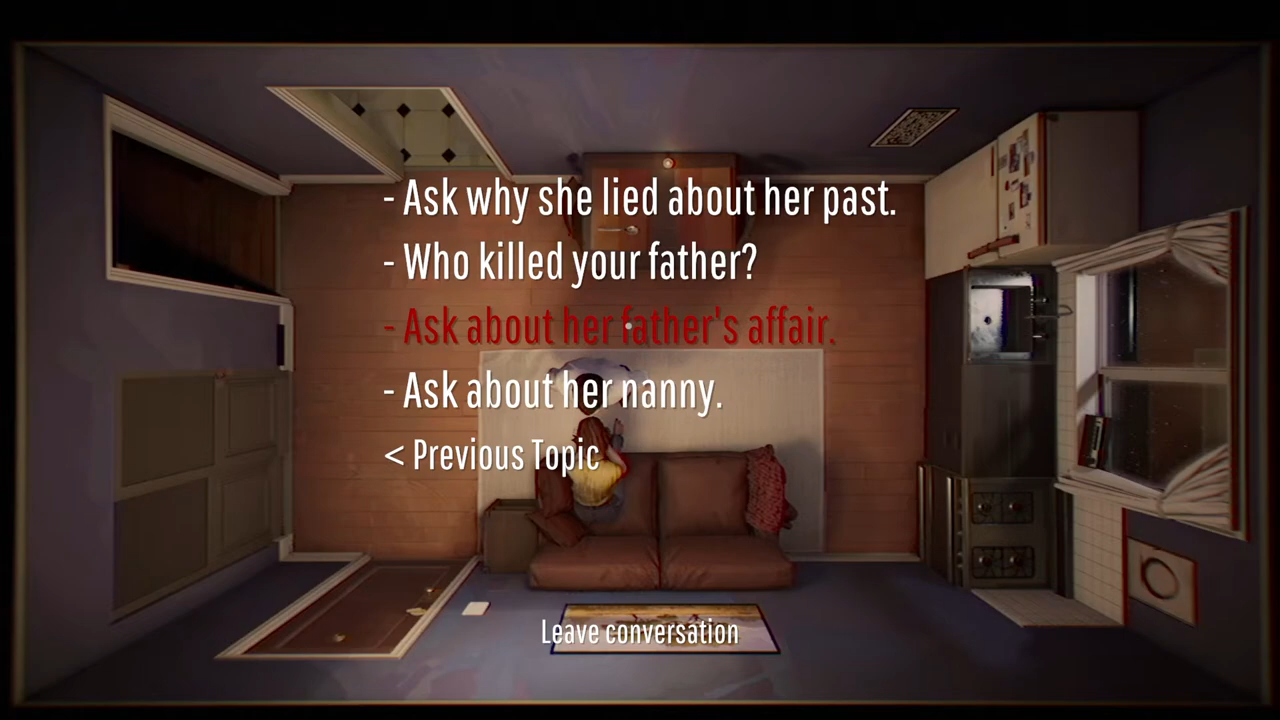 - Ask why she lied about her past.
- Who killed your father?
- Ask about her father's affair.
- Ask about her nanny.
< Previous Topic
Leave conversation